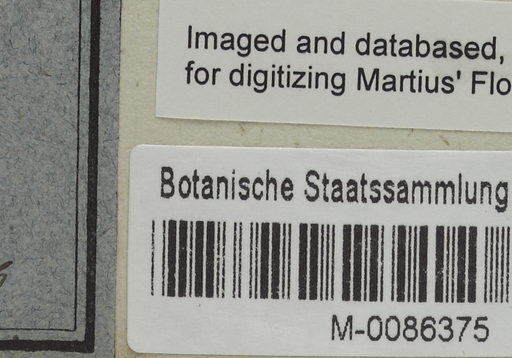 Imaged and databased,
for digitizing Martius' Flo
Botanische Staatssammlung
M-0086375